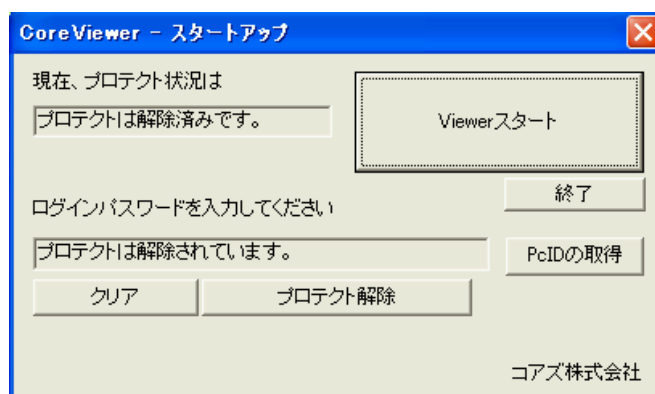 CoreViewer - スタートアップ
現在、プロテクト状況は
プロテクトは解除済みです。
Viewerスタート
終了
ログインパスワードを入力してください
プロテクトは解除されています。
PcIDの取得
クリア
プロテクト解除
コアズ株式会社